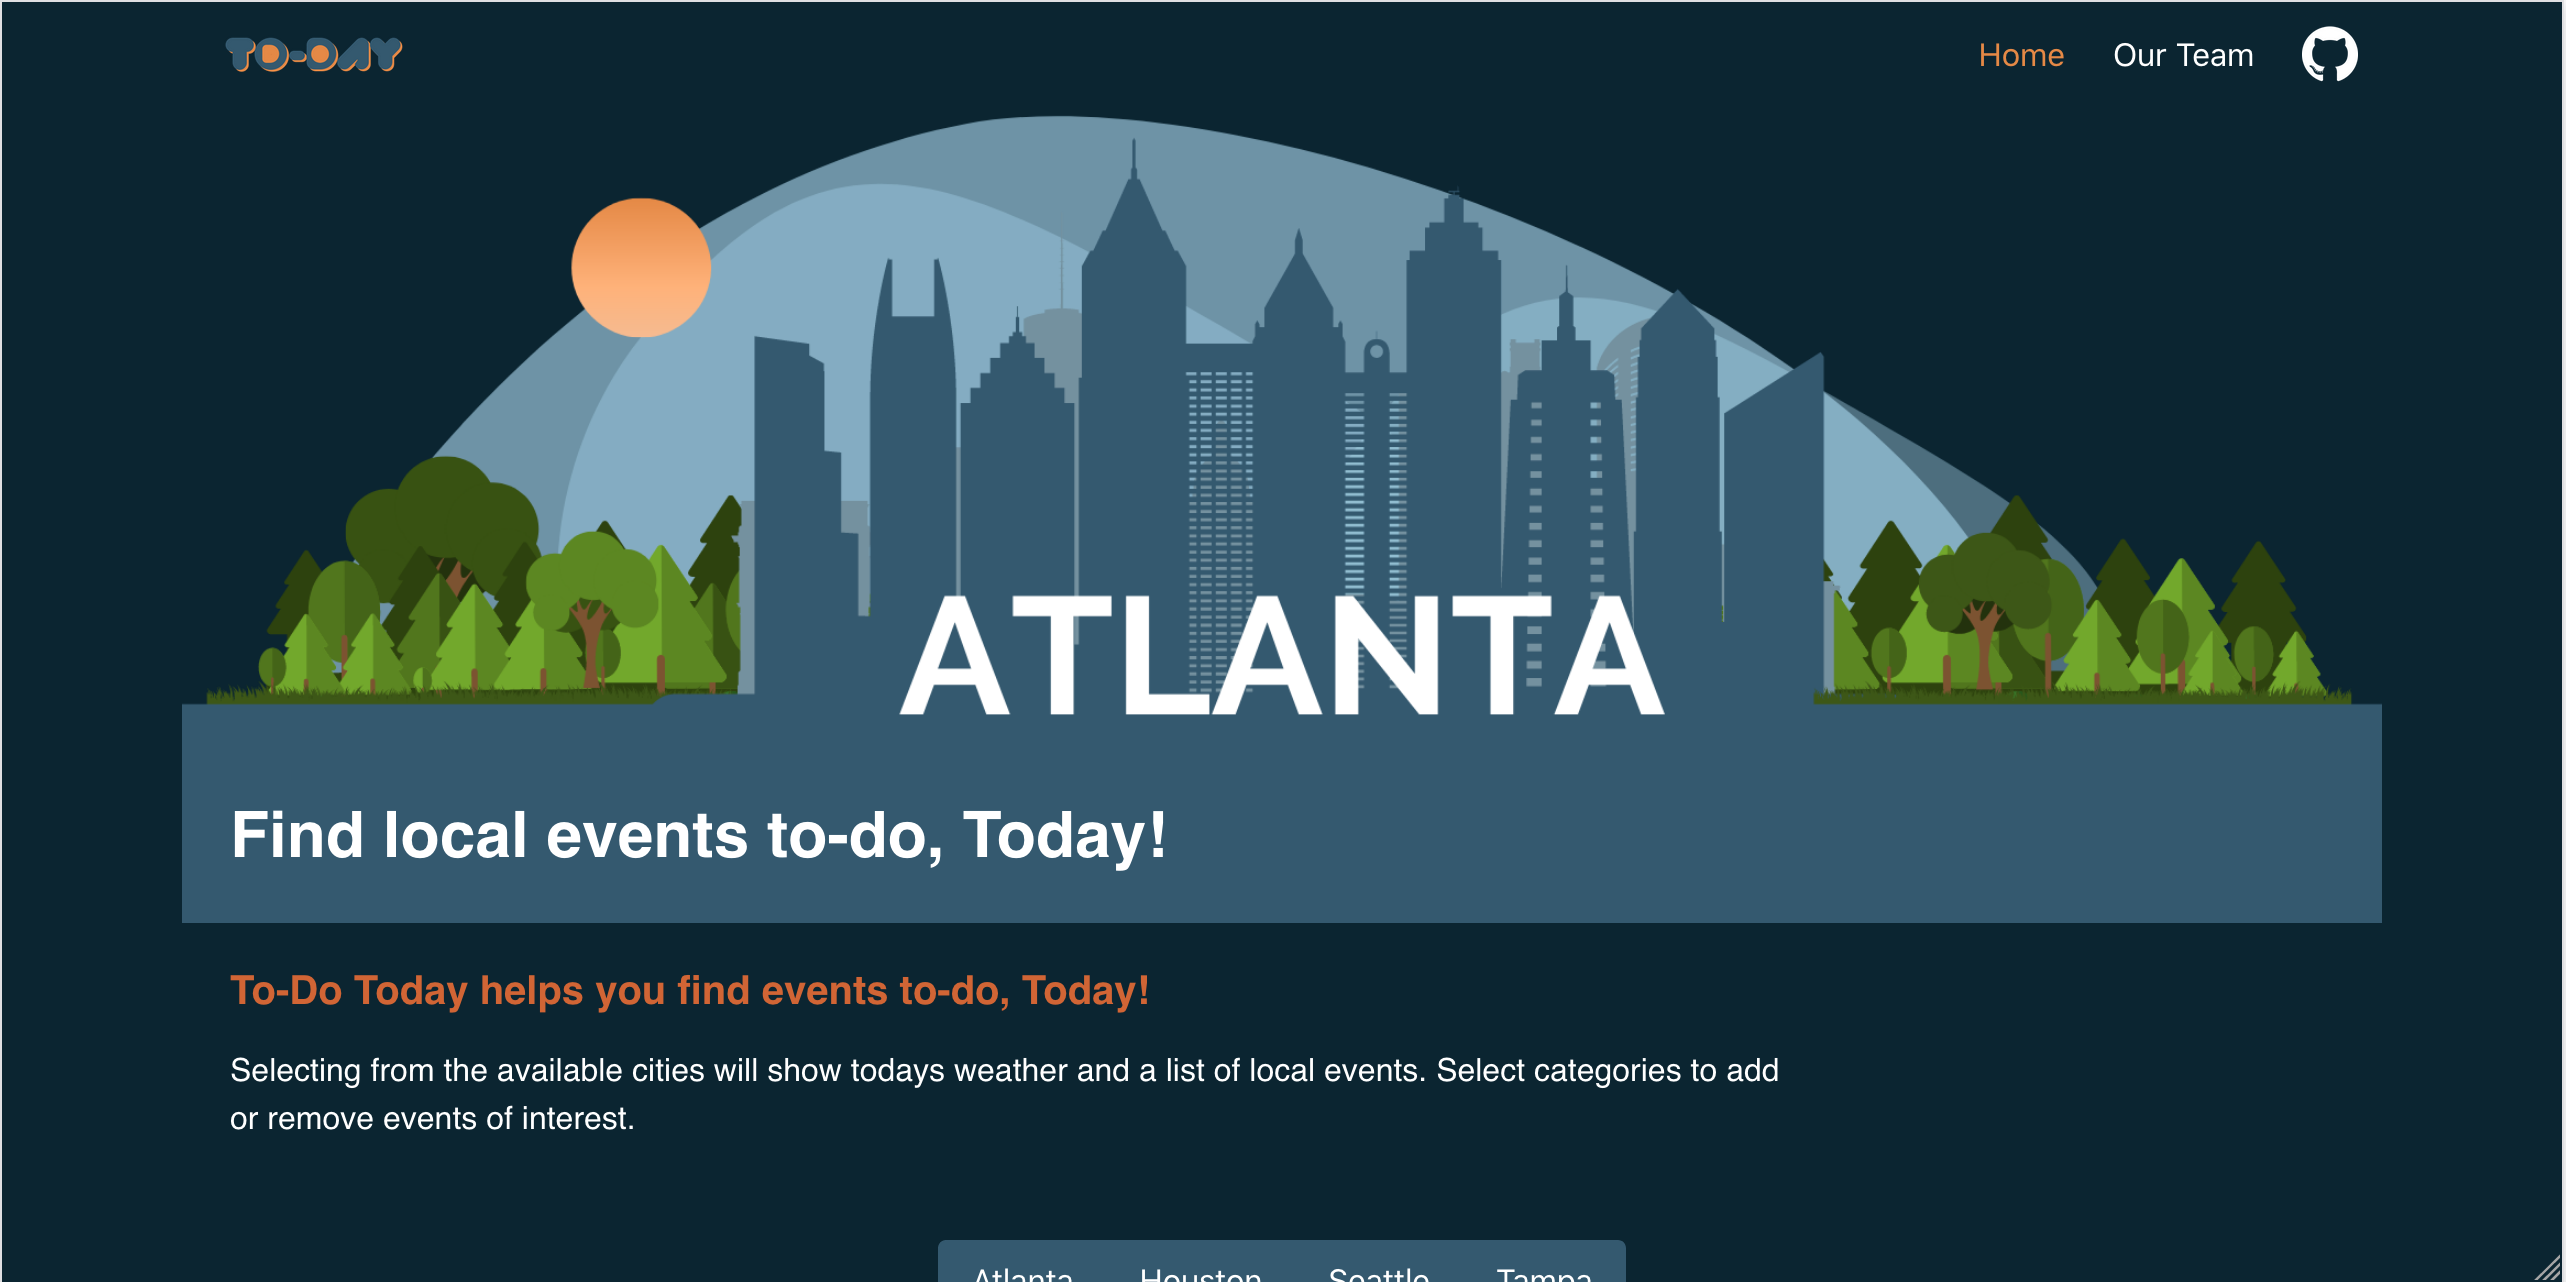 TO-DAY
Home
Our Team
ATLANTA
Find local events to-do, Today!
To-Do Today helps you find events to-do, Today!
Selecting from the available cities will show todays weather and a list of local events. Select categories to add
or remove events of interest.
Atlanta Houston Seattle Tampa